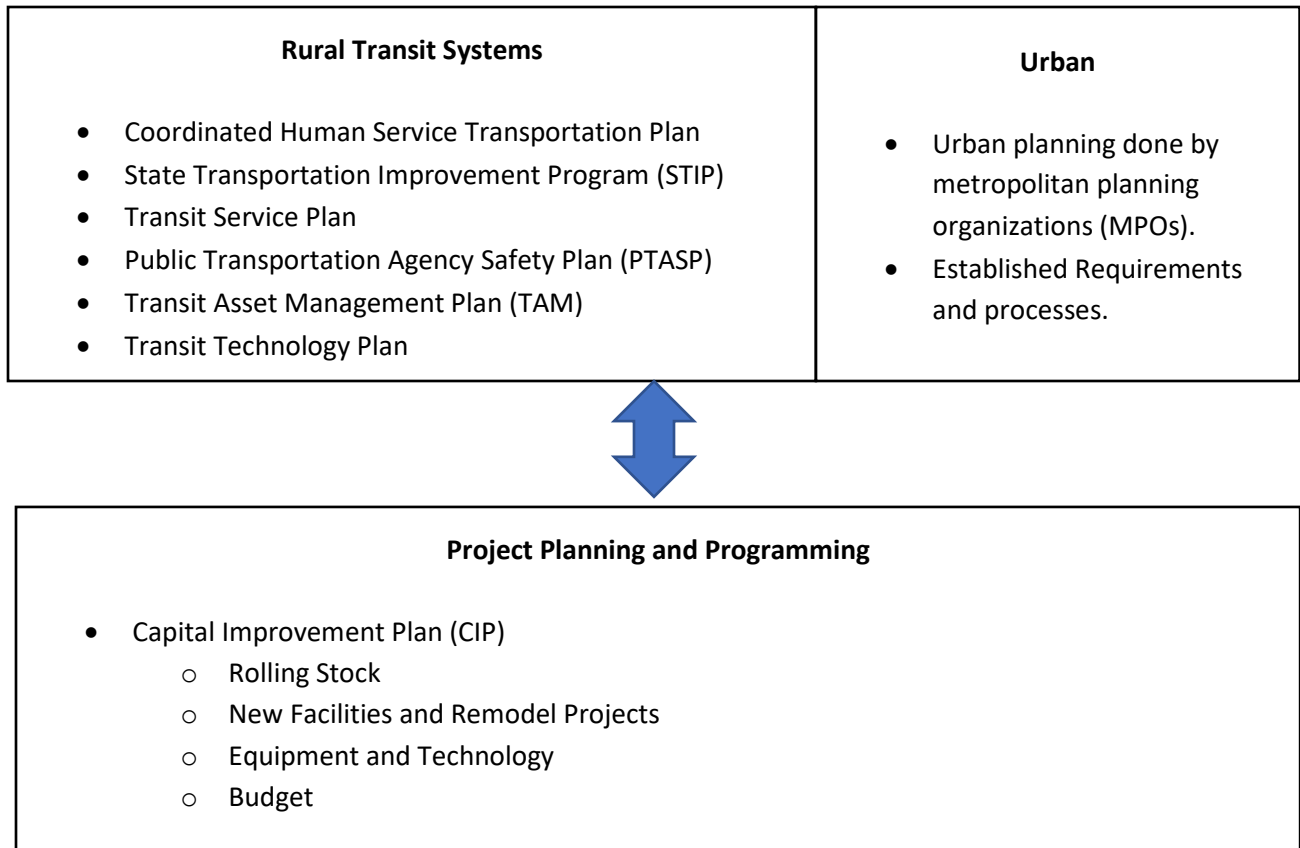 Rural Transit Systems
• Coordinated Human Service Transportation Plan
• State Transportation Improvement Program (STIP)
• Transit Service Plan
• Public Transportation Agency Safety Plan (PTASP)
• Transit Asset Management Plan (TAM)
• Transit Technology Plan
Urban
• Urban planning done by
metropolitan planning
organizations (MPOs).
• Established Requirements
and processes.
Project Planning and Programming
• Capital Improvement Plan (CIP)
o Rolling Stock
o New Facilities and Remodel Projects
o Equipment and Technology
o Budget